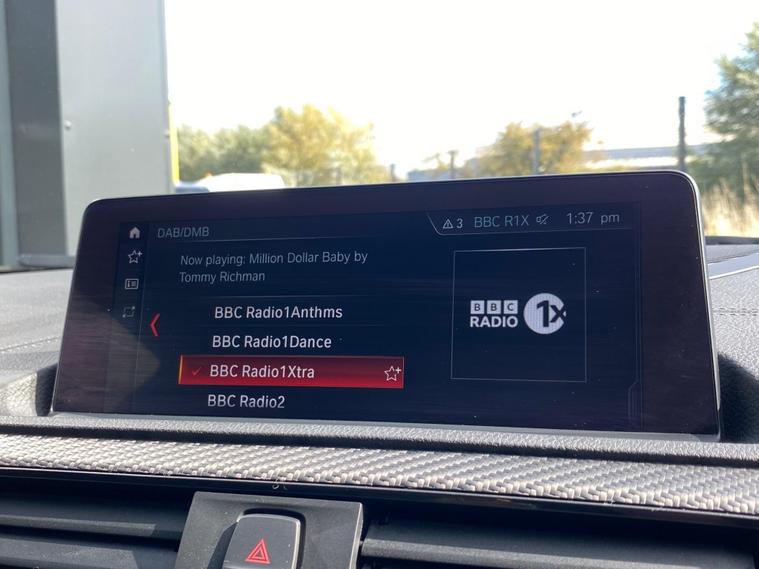 DAB/DMB
3 BBC R1X 1:37 pm
Now playing: Million Dollar Baby by
Tommy Richman
BBC Radio1Anthms
BBC Radio1Dance
BBC Radio1Xtra
BBC Radio2
BBC
RADIO 1X